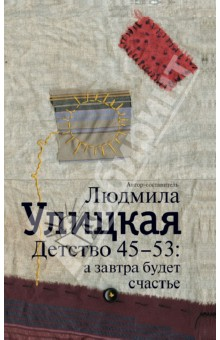 Автор-составитель
Людмила
Улицкая
Детство 45–53:
а завтра будет
счастье